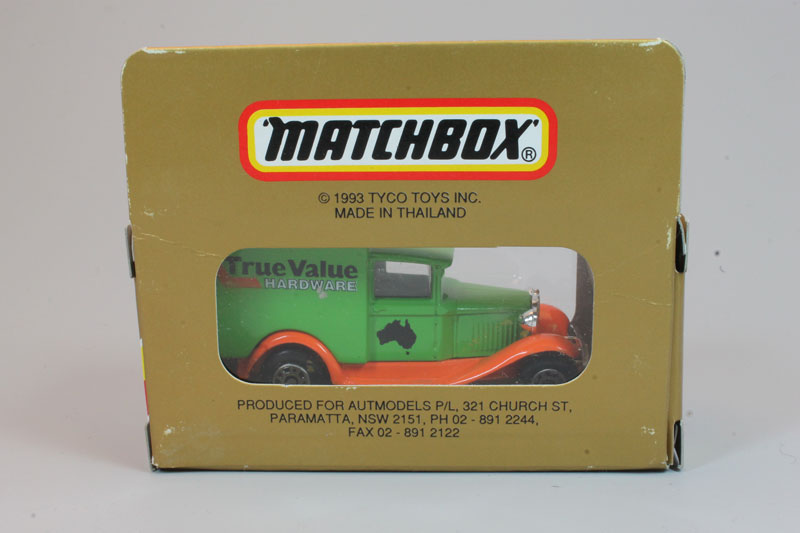 MATCHBOX®
© 1993 TYCO TOYS INC.
MADE IN THAILAND
True Value
HARDWARE
PRODUCED FOR AUTMODELS P/L, 321 CHURCH ST,
PARAMATTA, NSW 2151, PH 02 - 891 2244,
FAX 02 - 891 2122